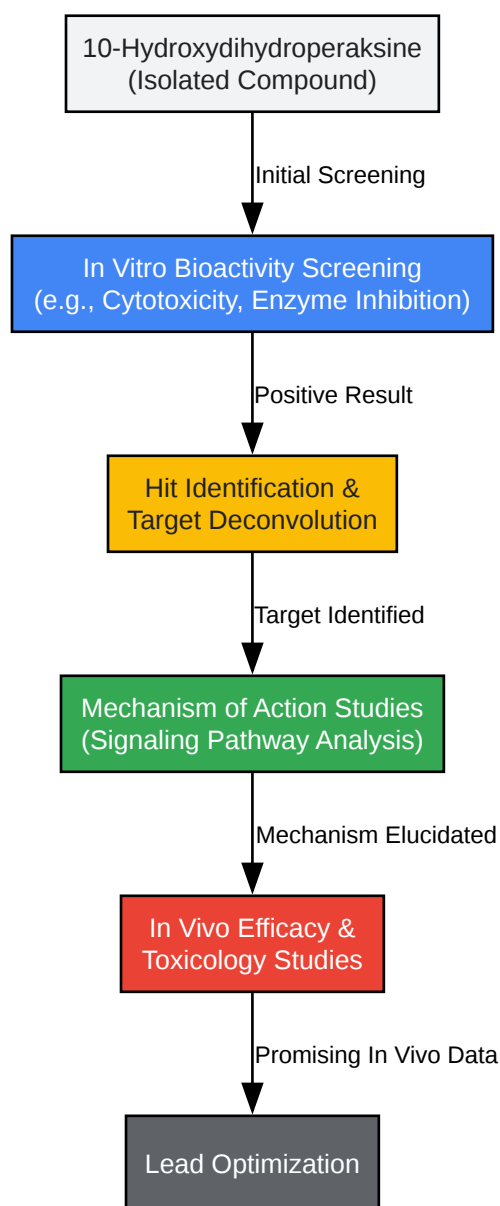 10-Hydroxydihydroperaksine
(Isolated Compound)
Initial Screening
In Vitro Bioactivity Screening
(e.g., Cytotoxicity, Enzyme Inhibition)
Positive Result
Hit Identification &
Target Deconvolution
Target Identified
Mechanism of Action Studies
(Signaling Pathway Analysis)
Mechanism Elucidated
In Vivo Efficacy &
Toxicology Studies
Promising In Vivo Data
Lead Optimization